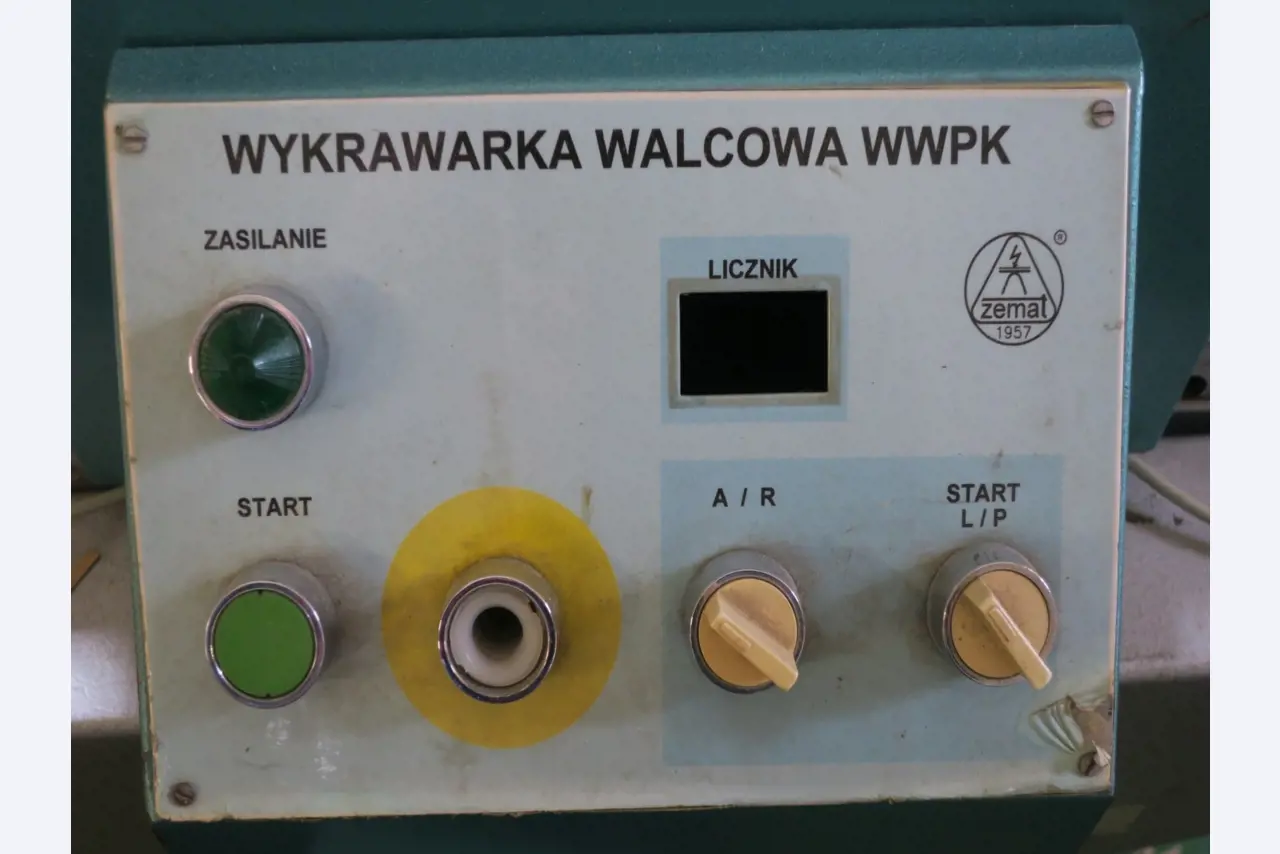 WYKRAWARKA WALCOWA WWPK
ZASILANIE
LICZNIK
®
zemat
1957
START
A / R
START
L / P